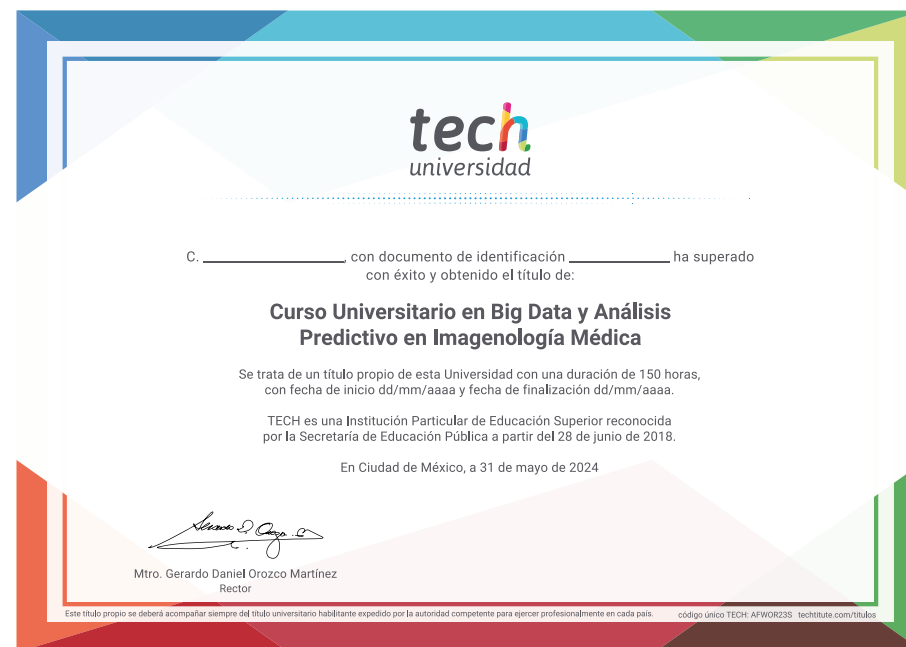 tech
universidad
C. ____________________, con documento de identificación ______________ ha superado
con éxito y obtenido el título de:
Curso Universitario en Big Data y Análisis
Predictivo en Imagenología Médica
Se trata de un título propio de esta Universidad con una duración de 150 horas,
con fecha de inicio dd/mm/aaaa y fecha de finalización dd/mm/aaaa.
TECH es una Institución Particular de Educación Superior reconocida
por la Secretaría de Educación Pública a partir del 28 de junio de 2018.
En Ciudad de México, a 31 de mayo de 2024
Mtro. Gerardo Daniel Orozco Martínez
Rector
Este título propio se deberá acompañar siempre del título universitario habilitante expedido por la autoridad competente para ejercer profesionalmente en cada país. código único TECH: AFWOR23S techtitute.com/titulos